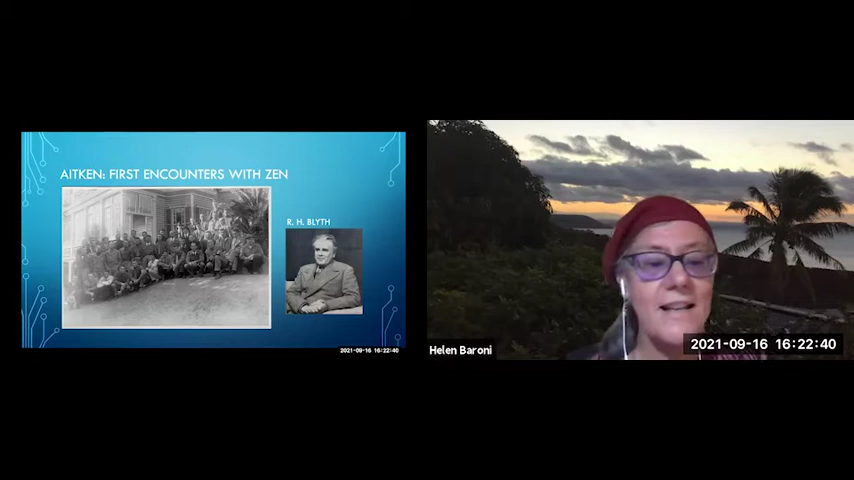 AITKEN: FIRST ENCOUNTERS WITH ZEN
R. H. BLYTH
2021-09-16 16:22:40
Helen Baroni
2021-09-16 16:22:40